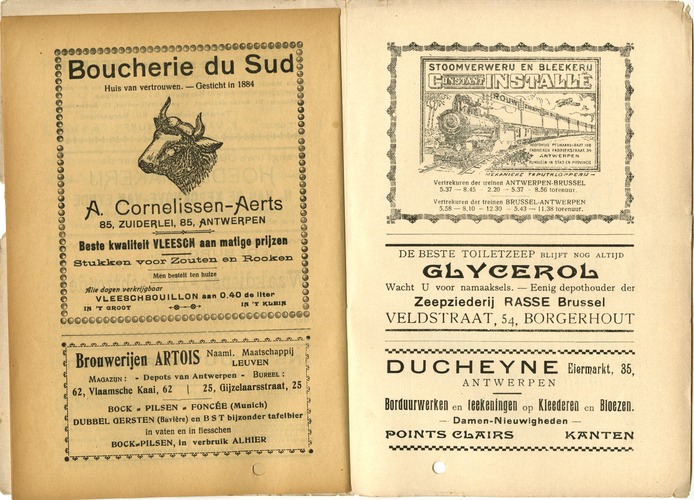 Boucherie du Sud
Huis van vertrouwen. — Gesticht in 1884
A. Cornelissen-Aerts
85, ZUIDERLEI, 85, ANTWERPEN
Beste kwaliteit VLEESCH aan matige prijzen
Stukken voor Zouten en Rooken
Men bestelt ten huize
Alle dagen verkrijgbaar
VLEESCHBOUILLON aan 0.40 de liter
IN 'T GROOT IN 'T KLEIN
Brouwerijen ARTOIS Naaml. Maatschappij
LEUVEN
MAGAZIJN: - Depots van Antwerpen - BUREEL:
62, Vlaamsche Kaai, 62 | 25, Gijzelaarsstraat, 25
BOCK - PILSEN - FONCÉE (Munich)
DUBBEL GERSTEN (Bavière) en BST bijzonder tafelbier
in vaten en in flesschen
BOCK-PILSEN, in verbruik ALHIER
STOOMVERWERIJ EN BLEEKERIJ
CONSTANT INSTALLÉ
ROUW
ANTWERPEN
Vertrekuren der treinen ANTWERPEN-BRUSSEL
5.37 — 8.45 2.20 — 5.37 - 8.56 torenuur.
Vertrekuren der treinen BRUSSEL-ANTWERPEN
5.58 — 8.10 — 12.30 — 5.43 — 11.38 torenuur.
DE BESTE TOILETZEEP BLIJFT NOG ALTIJD
GLYCEROL
Wacht U voor namaaksels. — Eenig depothouder der
Zeepziederij RASSE Brussel
VELDSTRAAT, 54, BORGERHOUT
DUCHEYNE Eiermarkt, 35,
ANTWERPEN
Borduurwerken en teekeningen op Kleederen en Bloezen.
— Damen-Nieuwigheden —
POINTS CLAIRS KANTEN